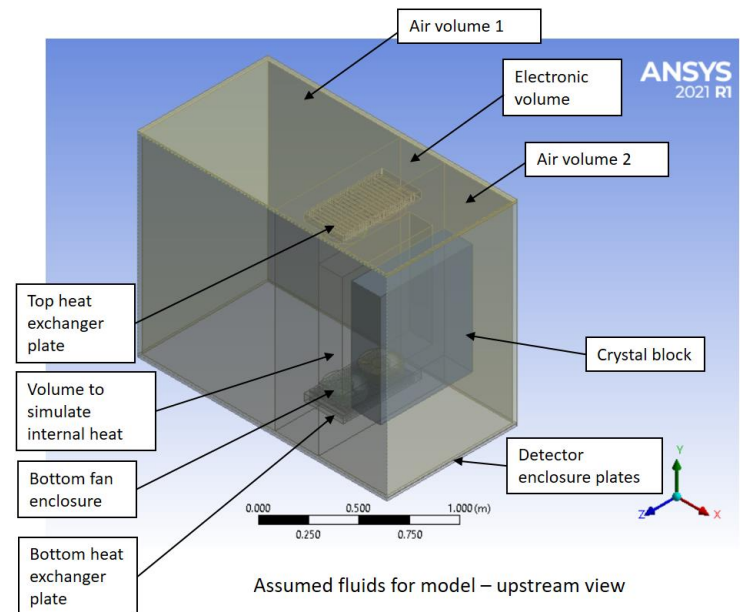 Air volume 1
Electronic
volume
ANSYS
2021 R1
Air volume 2
Top heat
exchanger
plate
Crystal block
Volume to
simulate
internal heat
Bottom fan
enclosure
Detector
enclosure plates
Bottom heat
exchanger
plate
0.000
0.500
1.000 (m)
0.250
0.750
Y
Z
X
Assumed fluids for model – upstream view